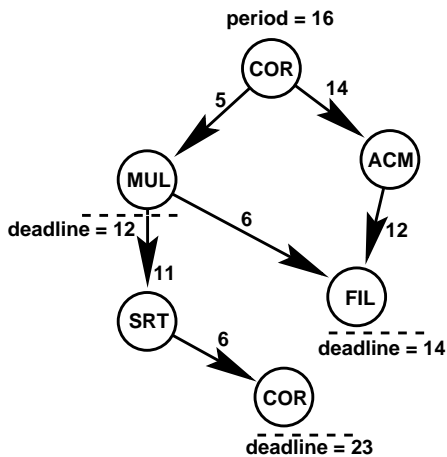 period = 16
COR
14
5
ACM
MUL
6
deadline = 12
12
11
FIL
SRT
6
deadline = 14
COR
deadline = 23